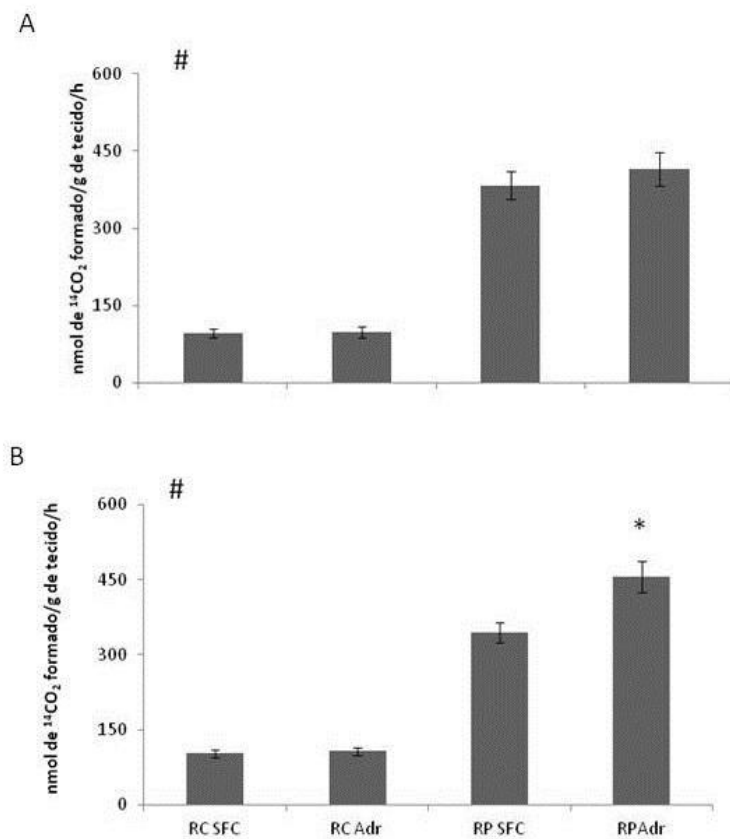 A
#
600
450
300
150
0
nmol de ¹⁴CO₂ formado/g de tecido/h
B
#
600
*
450
300
150
0
nmol de ¹⁴CO₂ formado/g de tecido/h
RC SFC RC Adr RP SFC RPAdr